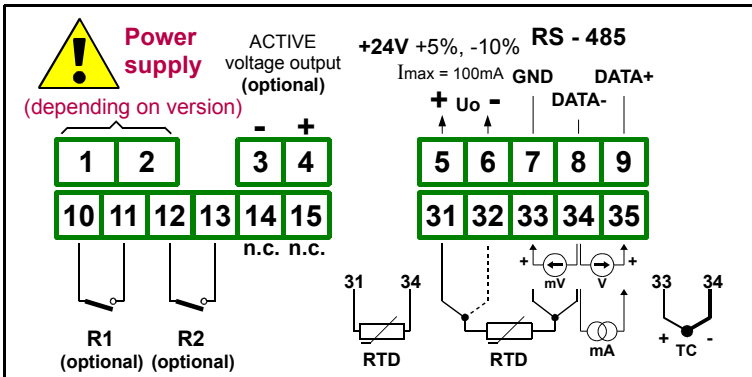 Power supply
(depending on version)
ACTIVE
voltage output
(optional)
- +
+24V +5%, -10%
Imax = 100mA
+ Uo -
RS - 485
GND DATA+
DATA-
1 2 3 4
5 6 7 8 9
10 11 12 13 14 15
31 32 33 34 35
n.c. n.c.
R1
(optional)
R2
(optional)
31 34
RTD
RTD
+ mV
V +
mA
33 34
+ TC -